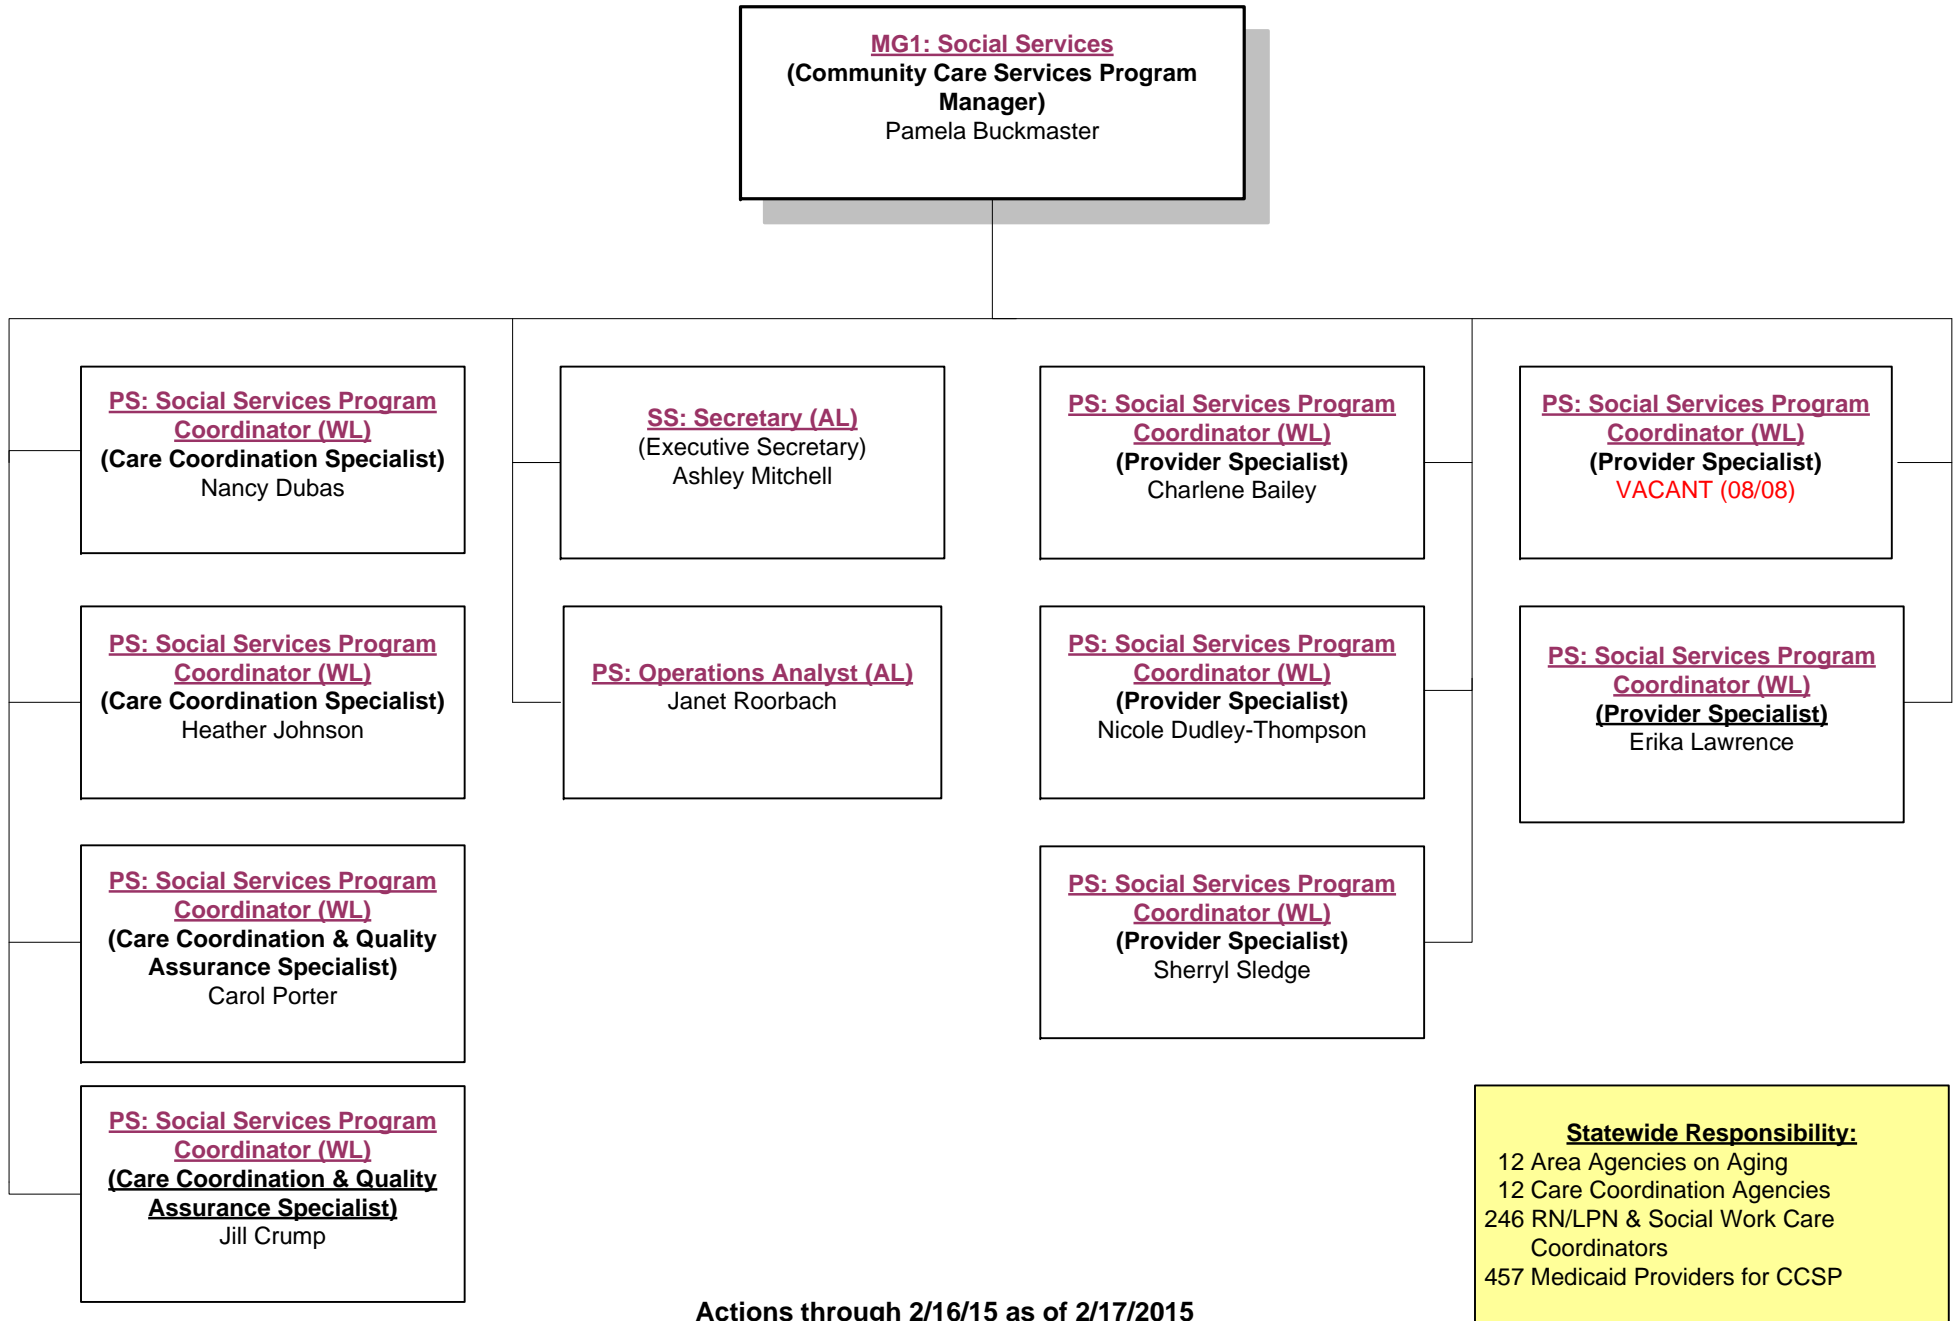 MG1: Social Services
(Community Care Services Program
Manager)
Pamela Buckmaster
PS: Social Services Program
Coordinator (WL)
(Care Coordination Specialist)
Nancy Dubas
SS: Secretary (AL)
(Executive Secretary)
Ashley Mitchell
PS: Social Services Program
Coordinator (WL)
(Provider Specialist)
Charlene Bailey
PS: Social Services Program
Coordinator (WL)
(Provider Specialist)
VACANT (08/08)
PS: Social Services Program
Coordinator (WL)
(Care Coordination Specialist)
Heather Johnson
PS: Operations Analyst (AL)
Janet Roorbach
PS: Social Services Program
Coordinator (WL)
(Provider Specialist)
Nicole Dudley-Thompson
PS: Social Services Program
Coordinator (WL)
(Provider Specialist)
Erika Lawrence
PS: Social Services Program
Coordinator (WL)
(Care Coordination & Quality
Assurance Specialist)
Carol Porter
PS: Social Services Program
Coordinator (WL)
(Provider Specialist)
Sherryl Sledge
PS: Social Services Program
Coordinator (WL)
(Care Coordination & Quality
Assurance Specialist)
Jill Crump
Statewide Responsibility:
12 Area Agencies on Aging
12 Care Coordination Agencies
246 RN/LPN & Social Work Care
Coordinators
457 Medicaid Providers for CCSP
Actions through 2/16/15 as of 2/17/2015